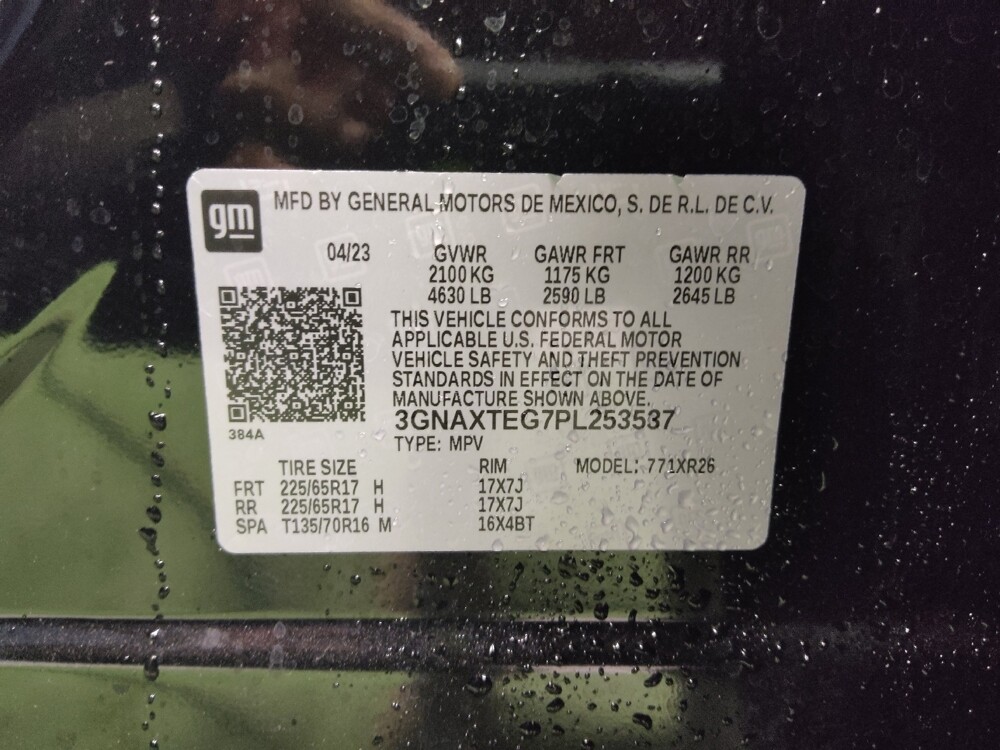 gm
MFD BY GENERAL MOTORS DE MEXICO, S. DE R.L. DE C.V.
04/23 GVWR GAWR FRT GAWR RR
2100 KG 1175 KG 1200 KG
4630 LB 2590 LB 2645 LB
THIS VEHICLE CONFORMS TO ALL
APPLICABLE U.S. FEDERAL MOTOR
VEHICLE SAFETY AND THEFT PREVENTION
STANDARDS IN EFFECT ON THE DATE OF
MANUFACTURE SHOWN ABOVE.
3GNAXTEG7PL253537
384A
TYPE: MPV
TIRE SIZE RIM MODEL: 771XR26
FRT 225/65R17 H 17X7J
RR 225/65R17 H 17X7J
SPA T135/70R16 M 16X4BT